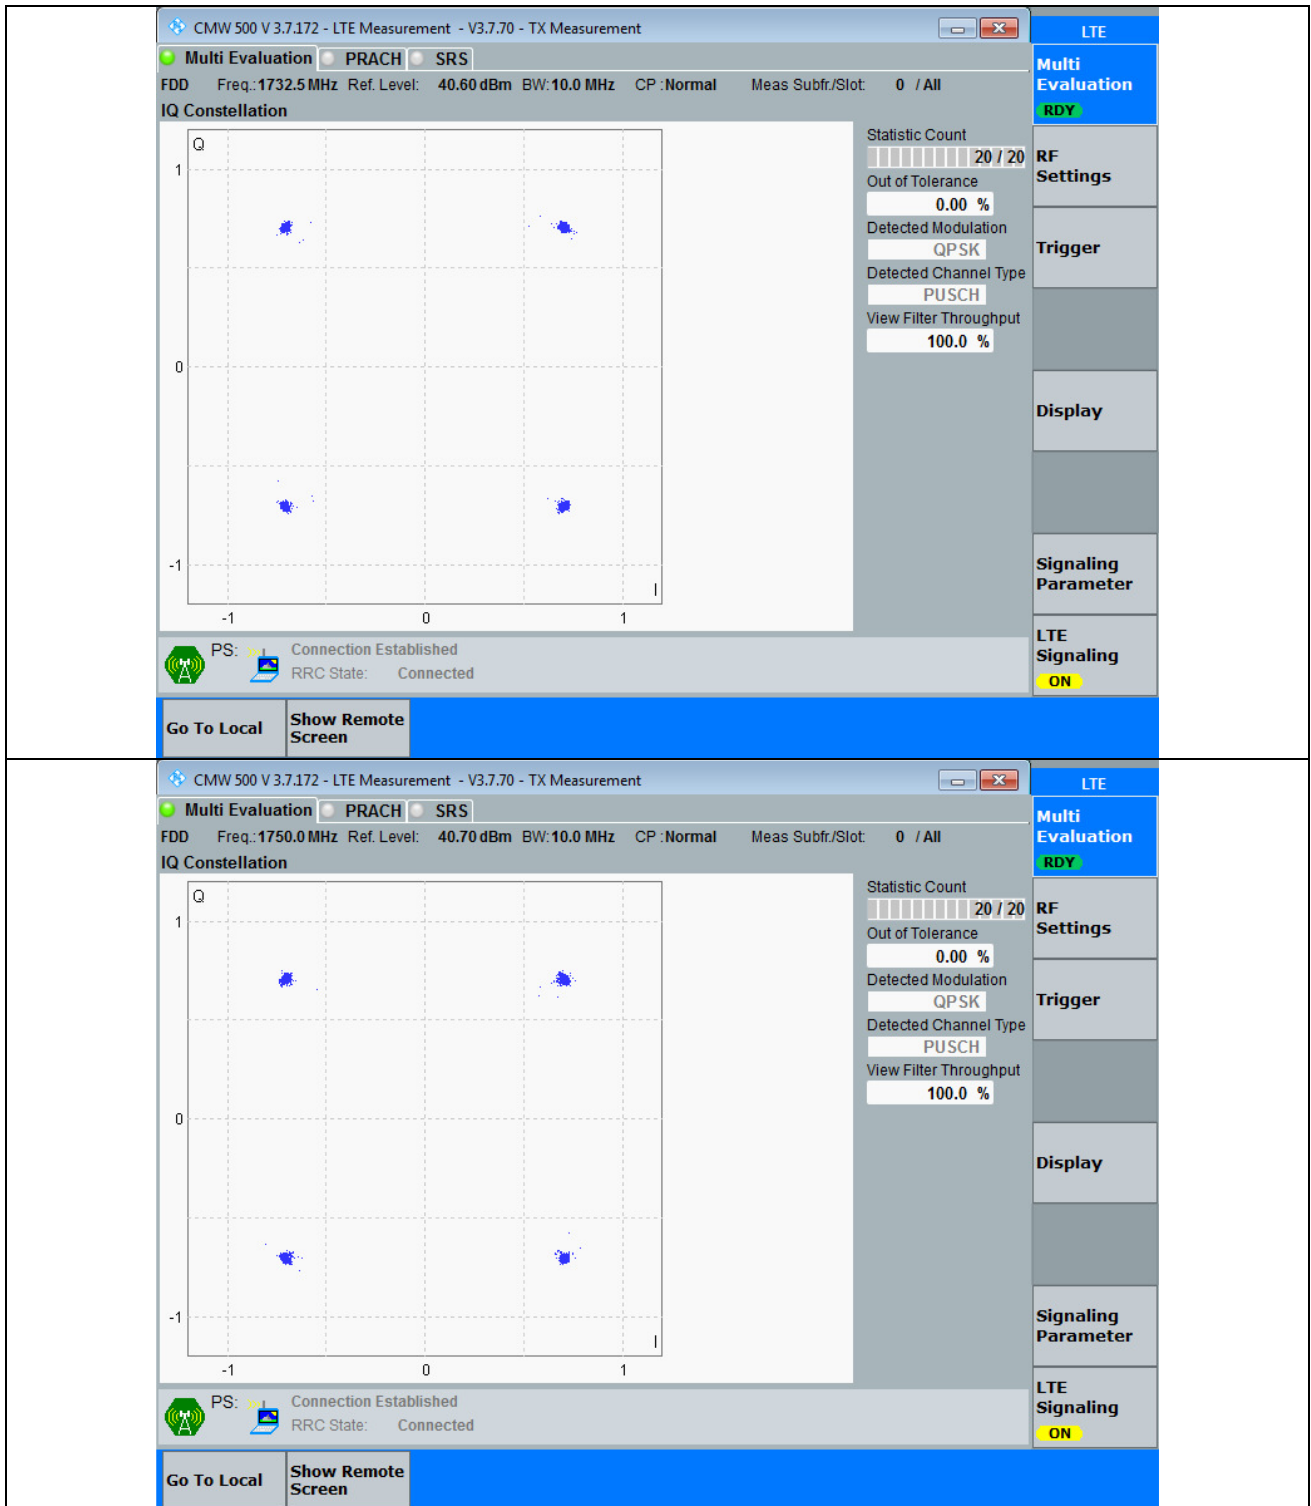 CMW 500 V 3.7.172 - LTE Measurement - V3.7.70 - TX Measurement
LTE
Multi Evaluation PRACH SRS
Multi
Evaluation
RDY
FDD Freq.: 1732.5 MHz Ref. Level: 40.60 dBm BW: 10.0 MHz CP : Normal Meas Subfr./Slot: 0 / All
IQ Constellation
Q
1
0
-1
I
-1 0 1
Statistic Count
20 / 20
Out of Tolerance
0.00 %
Detected Modulation
QPSK
Detected Channel Type
PUSCH
View Filter Throughput
100.0 %
RF
Settings
Trigger
Display
Signaling
Parameter
LTE
Signaling
ON
PS: Connection Established
RRC State: Connected
Go To Local
Show Remote
Screen
CMW 500 V 3.7.172 - LTE Measurement - V3.7.70 - TX Measurement
LTE
Multi Evaluation PRACH SRS
Multi
Evaluation
RDY
FDD Freq.: 1750.0 MHz Ref. Level: 40.70 dBm BW: 10.0 MHz CP : Normal Meas Subfr./Slot: 0 / All
IQ Constellation
Q
1
0
-1
I
-1 0 1
Statistic Count
20 / 20
Out of Tolerance
0.00 %
Detected Modulation
QPSK
Detected Channel Type
PUSCH
View Filter Throughput
100.0 %
RF
Settings
Trigger
Display
Signaling
Parameter
LTE
Signaling
ON
PS: Connection Established
RRC State: Connected
Go To Local
Show Remote
Screen